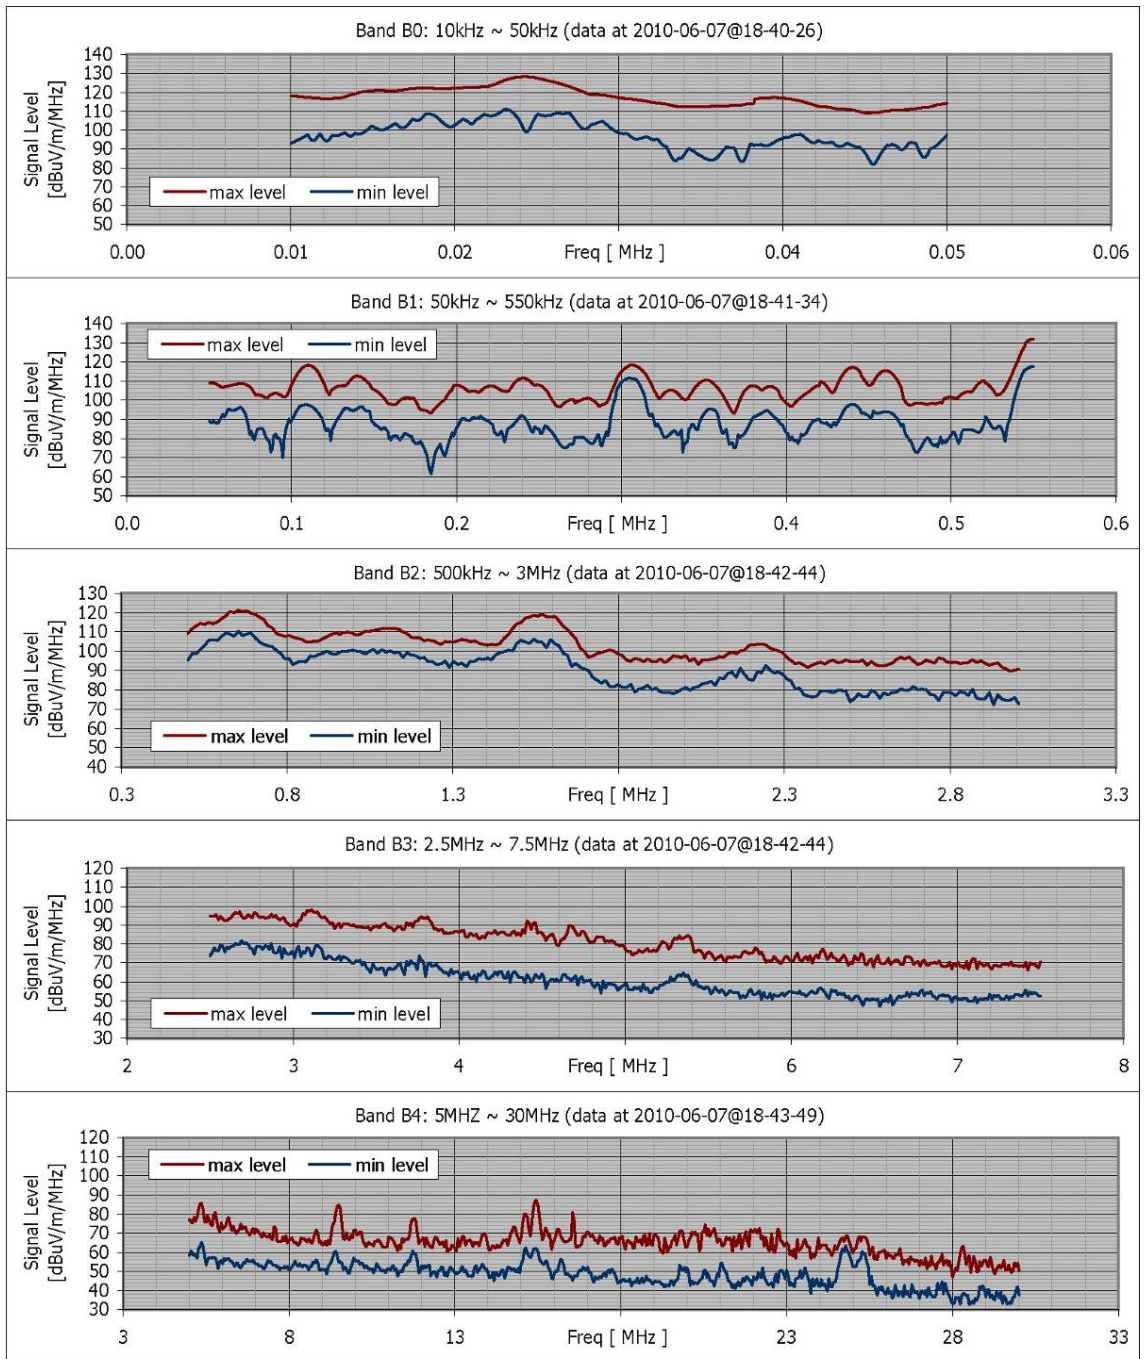 Band B0: 10kHz ~ 50kHz (data at 2010-06-07@18-40-26)
Signal Level
[dBuV/m/MHz]
140
130
120
110
100
90
80
70
60
50
max level min level
0.00 0.01 0.02 Freq [ MHz ] 0.04 0.05 0.06
Band B1: 50kHz ~ 550kHz (data at 2010-06-07@18-41-34)
Signal Level
[dBuV/m/MHz]
140
130
120
110
100
90
80
70
60
50
max level min level
0.0 0.1 0.2 Freq [ MHz ] 0.4 0.5 0.6
Band B2: 500kHz ~ 3MHz (data at 2010-06-07@18-42-44)
Signal Level
[dBuV/m/MHz]
130
120
110
100
90
80
70
60
50
40
max level min level
0.3 0.8 1.3 Freq [ MHz ] 2.3 2.8 3.3
Band B3: 2.5MHz ~ 7.5MHz (data at 2010-06-07@18-42-44)
Signal Level
[dBuV/m/MHz]
120
110
100
90
80
70
60
50
40
30
max level min level
2 3 4 Freq [ MHz ] 6 7 8
Band B4: 5MHZ ~ 30MHz (data at 2010-06-07@18-43-49)
Signal Level
[dBuV/m/MHz]
120
110
100
90
80
70
60
50
40
30
max level min level
3 8 13 Freq [ MHz ] 23 28 33